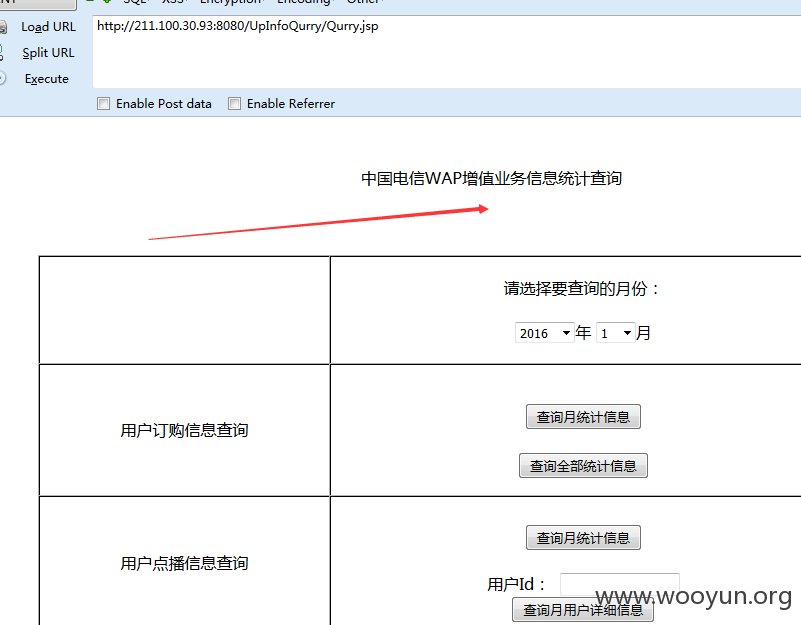 SQL XSS Encryption Encoding Other
Load URL
http://211.100.30.93:8080/UpInfoQurry/Qurry.jsp
Split URL
Execute
Enable Post data Enable Referrer
中国电信WAP增值业务信息统计查询
请选择要查询的月份：
2016 年 1 月
用户订购信息查询
查询月统计信息
查询全部统计信息
用户点播信息查询
查询月统计信息
用户Id：
查询月用户详细信息
www.wooyun.org